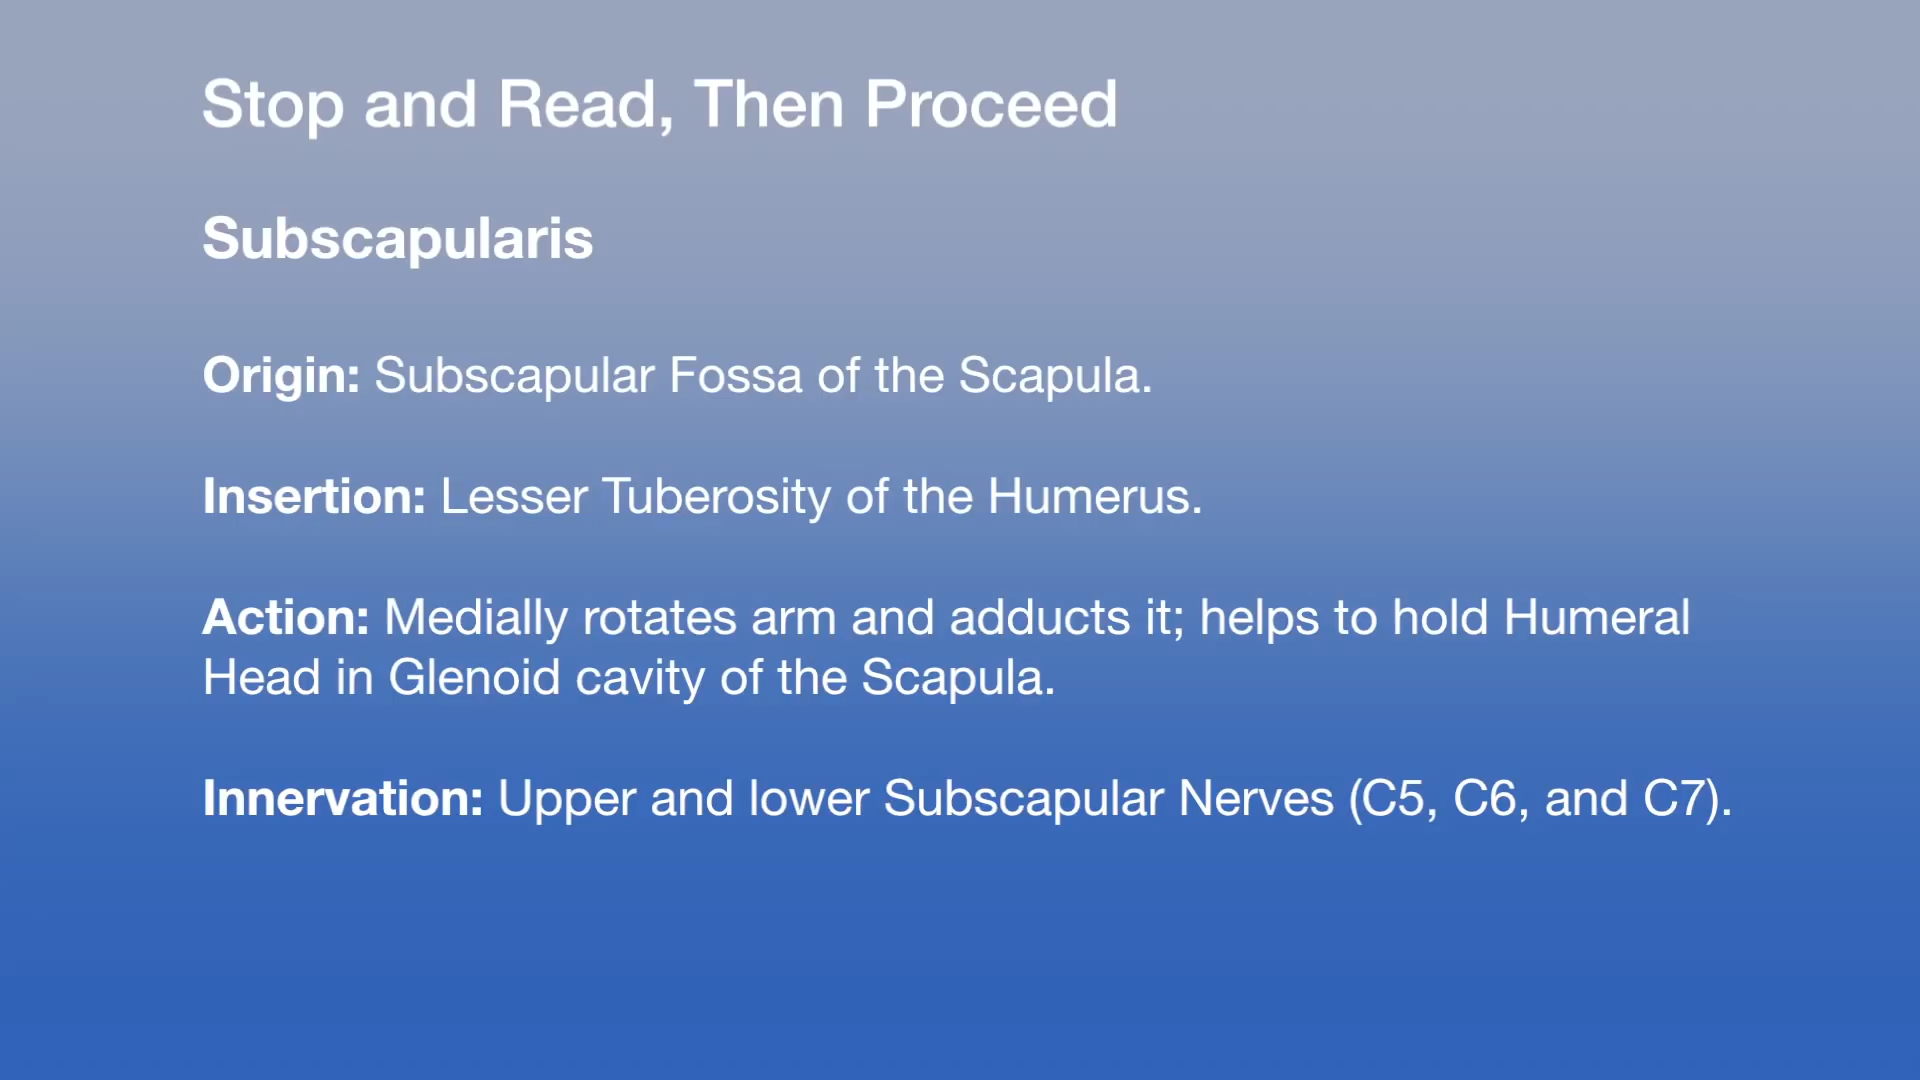 Stop and Read, Then Proceed
Subscapularis
Origin: Subscapular Fossa of the Scapula.
Insertion: Lesser Tuberosity of the Humerus.
Action: Medially rotates arm and adducts it; helps to hold Humeral
Head in Glenoid cavity of the Scapula.
Innervation: Upper and lower Subscapular Nerves (C5, C6, and C7).